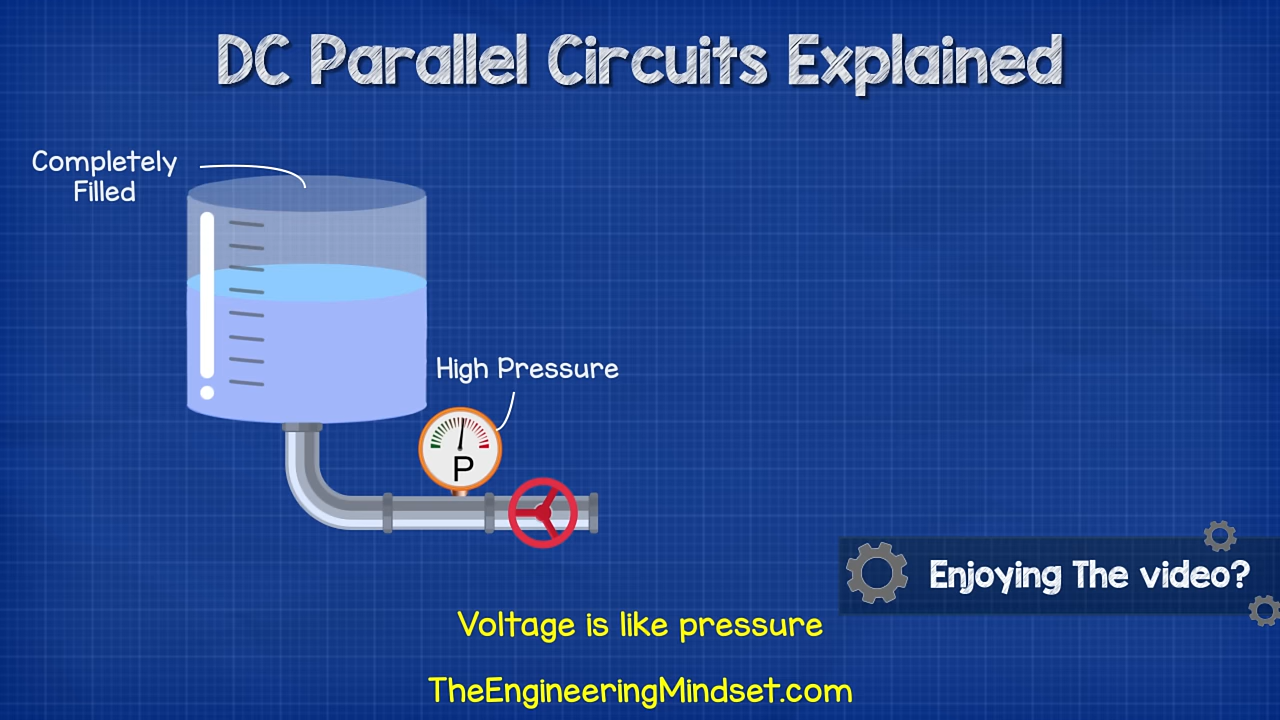 DC Parallel Circuits Explained
Completely
Filled
High Pressure
P
Enjoying The video?
Voltage is like pressure
TheEngineeringMindset.com